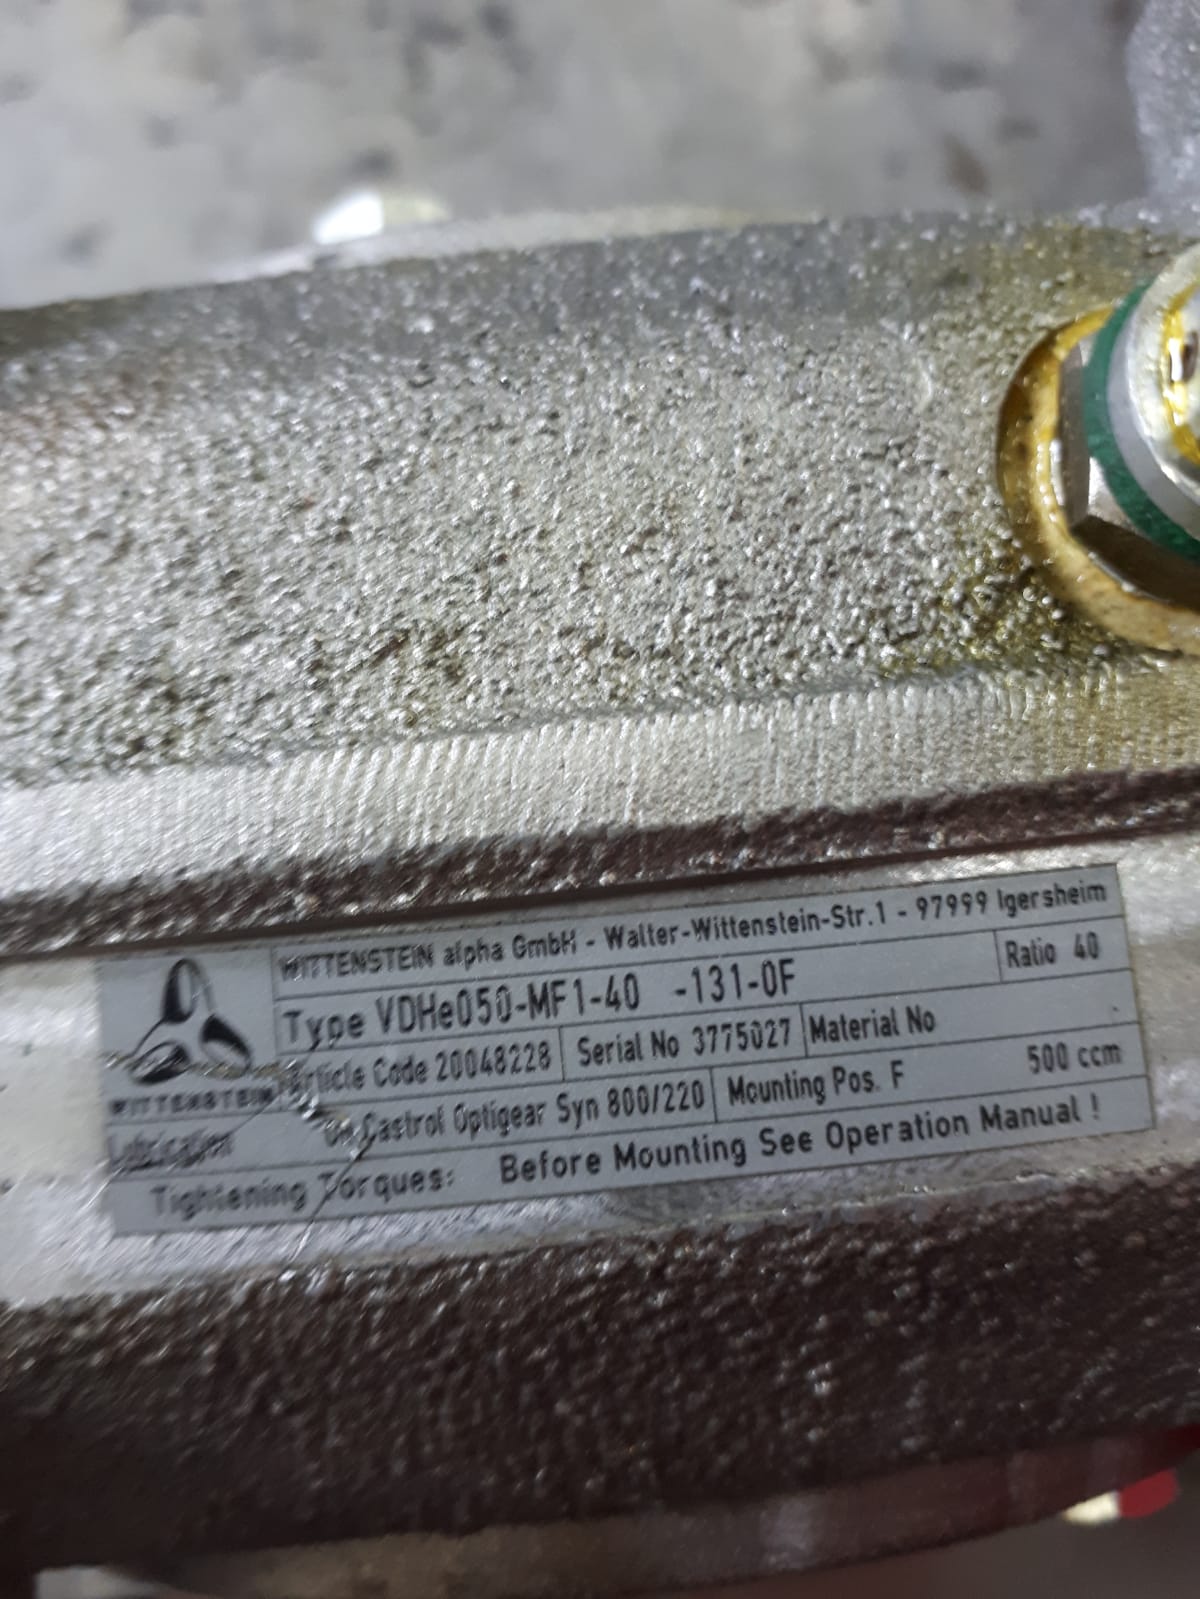 WITTENSTEIN alpha GmbH - Walter-Wittenstein-Str.1 - 97999 Igersheim
Type VDHe050-MF1-40 -131-0F Ratio 40
Article Code 20048228 Serial No 3775027 Material No
WITTENSTEIN
Lubrication Castrol Optigear Syn 800/220 Mounting Pos. F 500 ccm
Tightening Torques: Before Mounting See Operation Manual !